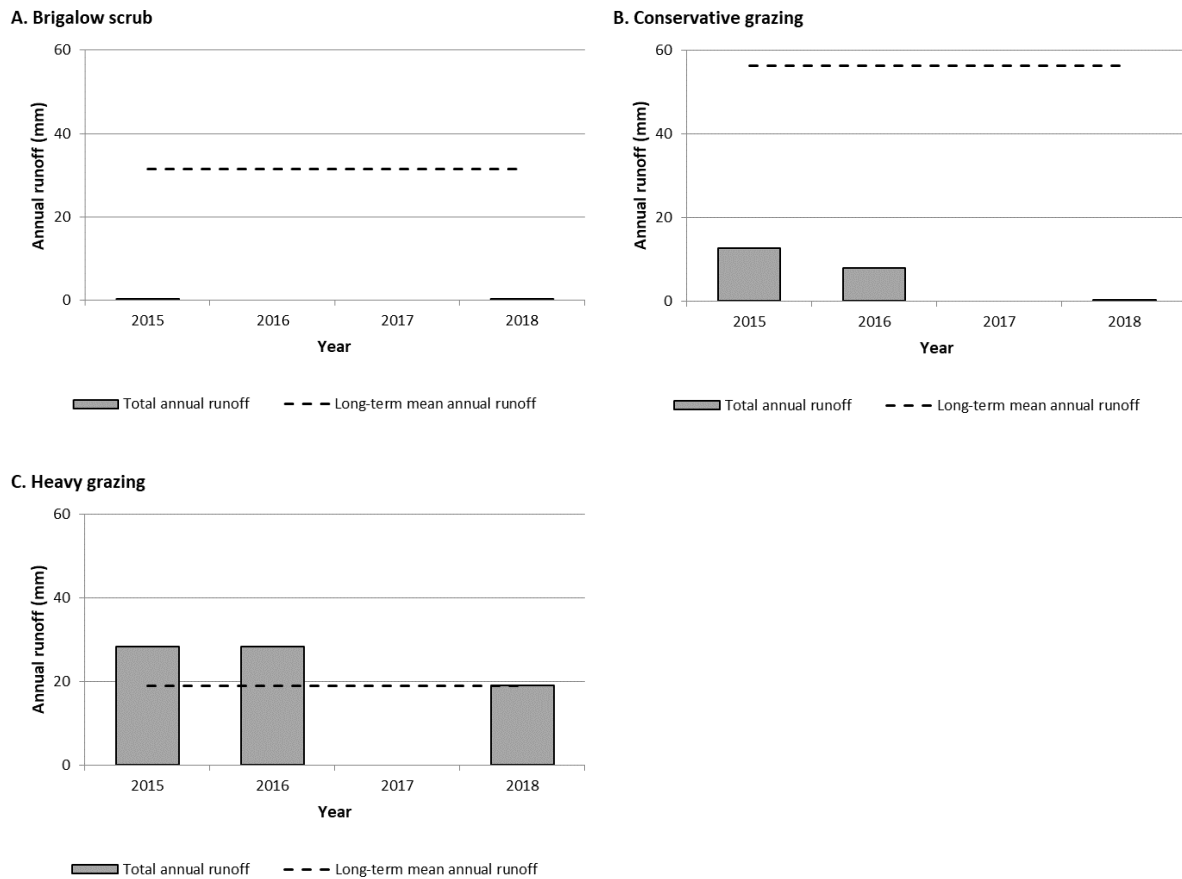 A. Brigalow scrub
Annual runoff (mm)
60
40
20
0
2015 2016 2017 2018
Year
Total annual runoff Long-term mean annual runoff
B. Conservative grazing
Annual runoff (mm)
60
40
20
0
2015 2016 2017 2018
Year
Total annual runoff Long-term mean annual runoff
C. Heavy grazing
Annual runoff (mm)
60
40
20
0
2015 2016 2017 2018
Year
Total annual runoff Long-term mean annual runoff